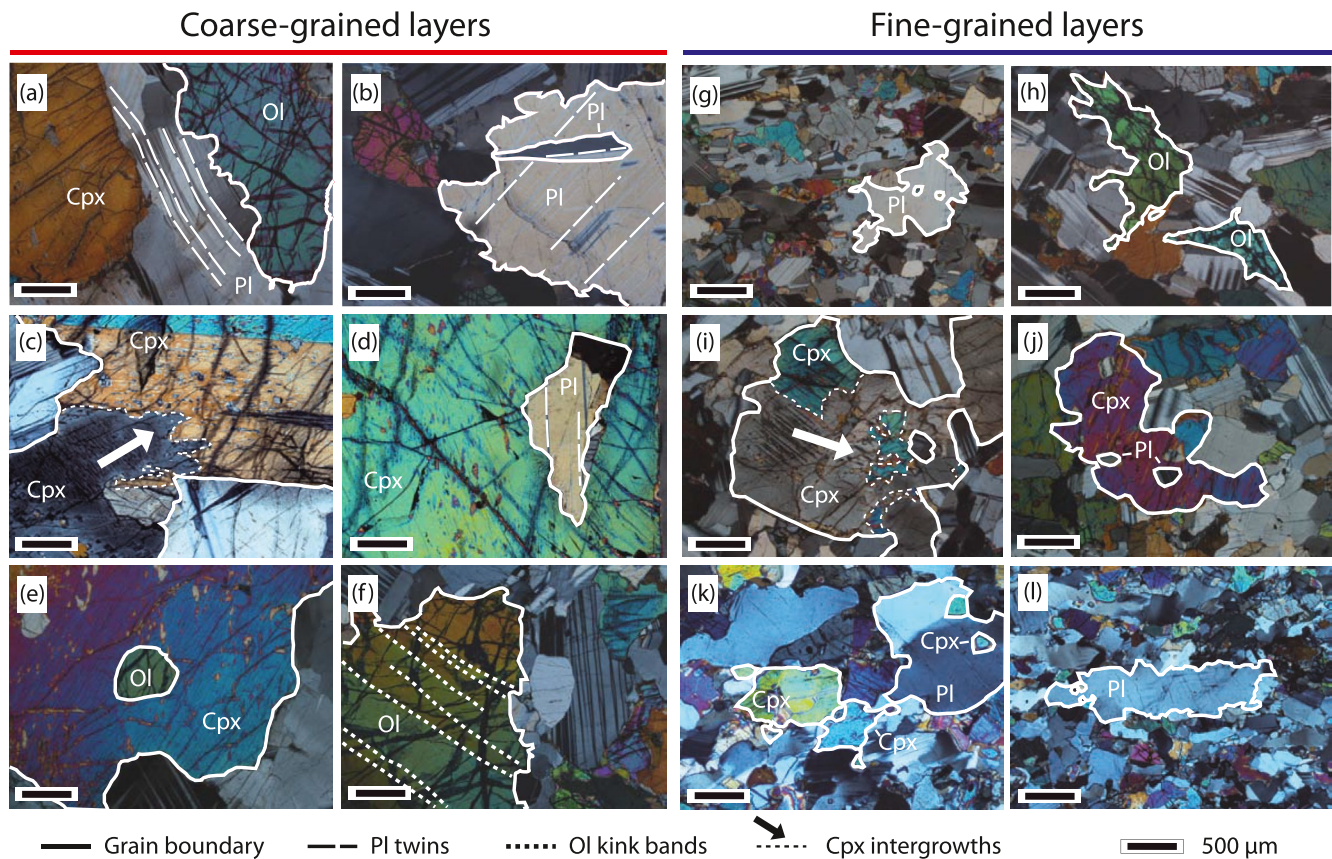 Coarse-grained layers
Fine-grained layers
(a)
Cpx
Ol
Pl
(b)
Pl
Pl
(g)
Pl
(h)
Ol
Ol
(c)
Cpx
Cpx
(d)
Pl
Cpx
(i)
Cpx
Cpx
(j)
Cpx
Pl
(e)
Ol
Cpx
(f)
Ol
(k)
Cpx
Cpx
Pl
Cpx
(l)
Pl
Grain boundary
Pl twins
Ol kink bands
Cpx intergrowths
500 µm